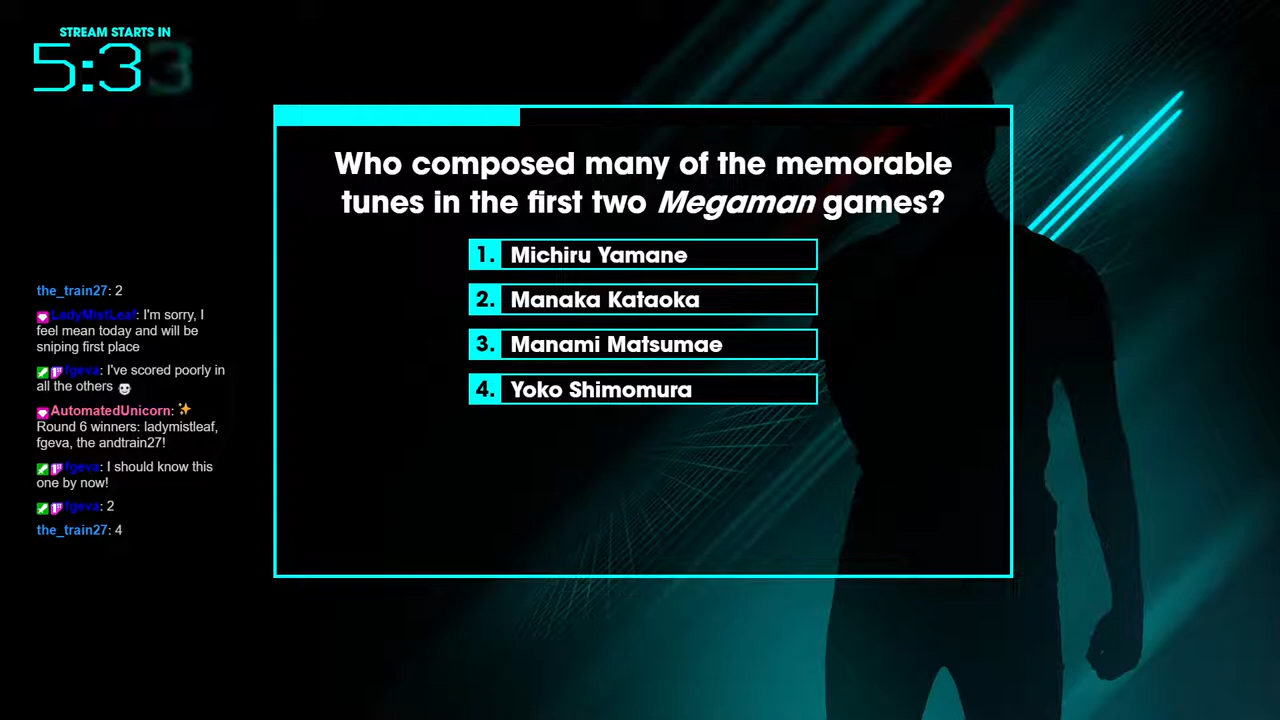 STREAM STARTS IN
5:33
Who composed many of the memorable
tunes in the first two Megaman games?
1. Michiru Yamane
2. Manaka Kataoka
3. Manami Matsumae
4. Yoko Shimomura
the_train27: 2
LadyMistLeaf: I'm sorry, I
feel mean today and will be
sniping first place
fgeva: I've scored poorly in
all the others
AutomatedUnicorn: ✨
Round 6 winners: ladymistleaf,
fgeva, the andtrain27!
fgeva: I should know this
one by now!
fgeva: 2
the_train27: 4